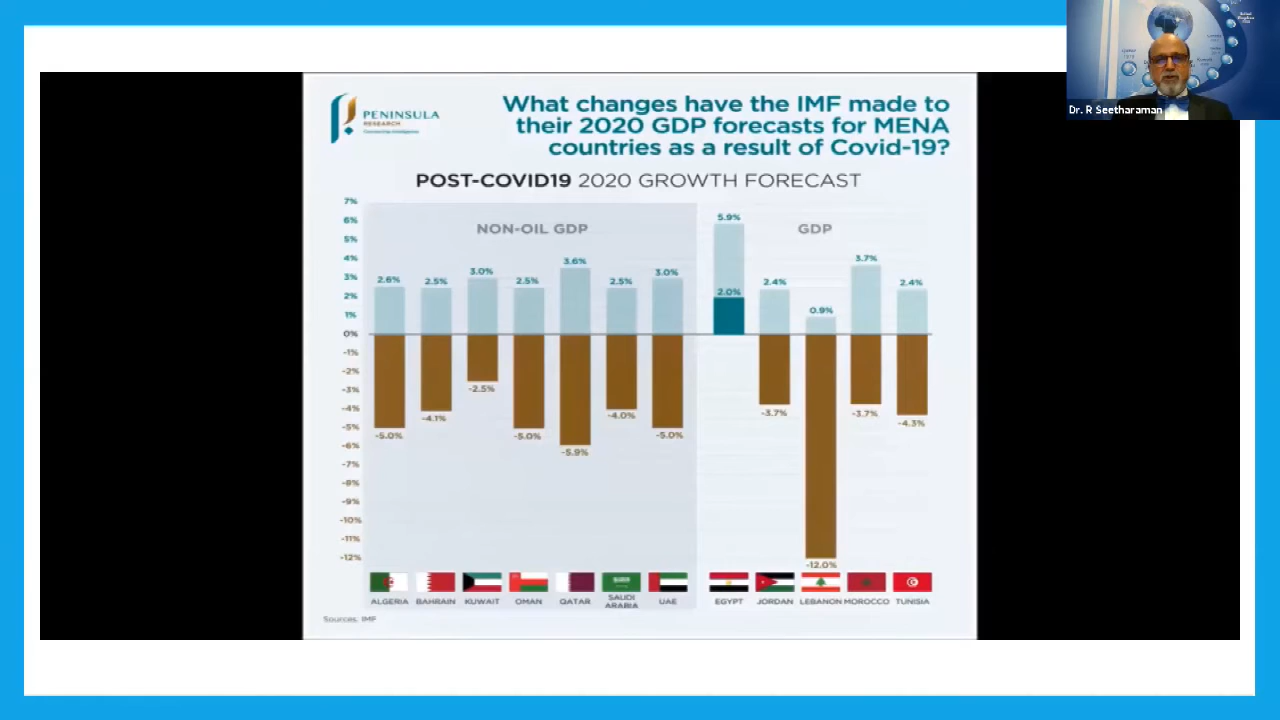 Dr. R Seetharaman
PENINSULA
RESEARCH
What changes have the IMF made to
their 2020 GDP forecasts for MENA
countries as a result of Covid-19?
POST-COVID19 2020 GROWTH FORECAST
7%
6%
5%
4%
3%
2%
1%
0%
-1%
-2%
-3%
-4%
-5%
-6%
-7%
-8%
-9%
-10%
-11%
-12%
NON-OIL GDP
GDP
2.6%
2.5%
3.0%
2.5%
3.6%
2.5%
3.0%
5.9%
2.0%
2.4%
0.9%
3.7%
2.4%
-5.0%
-4.1%
-2.5%
-5.0%
-5.9%
-4.0%
-5.0%
-3.7%
-12.0%
-3.7%
-4.3%
ALGERIA
BAHRAIN
KUWAIT
OMAN
QATAR
SAUDI
ARABIA
UAE
EGYPT
JORDAN
LEBANON
MOROCCO
TUNISIA
Sources. IMF